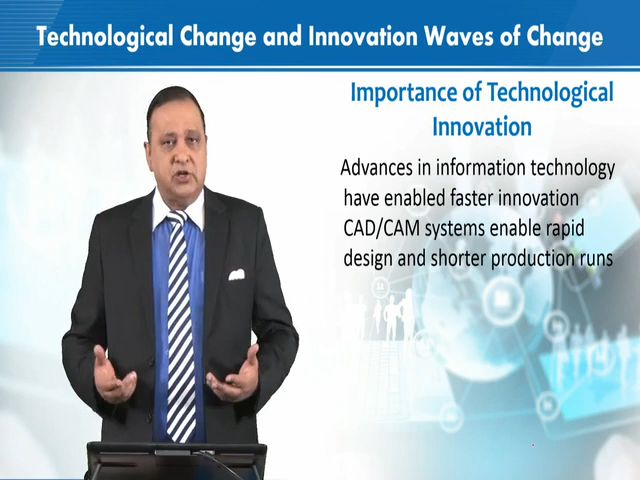 Technological Change and Innovation Waves of Change
Importance of Technological
Innovation
Advances in information technology
have enabled faster innovation
CAD/CAM systems enable rapid
design and shorter production runs